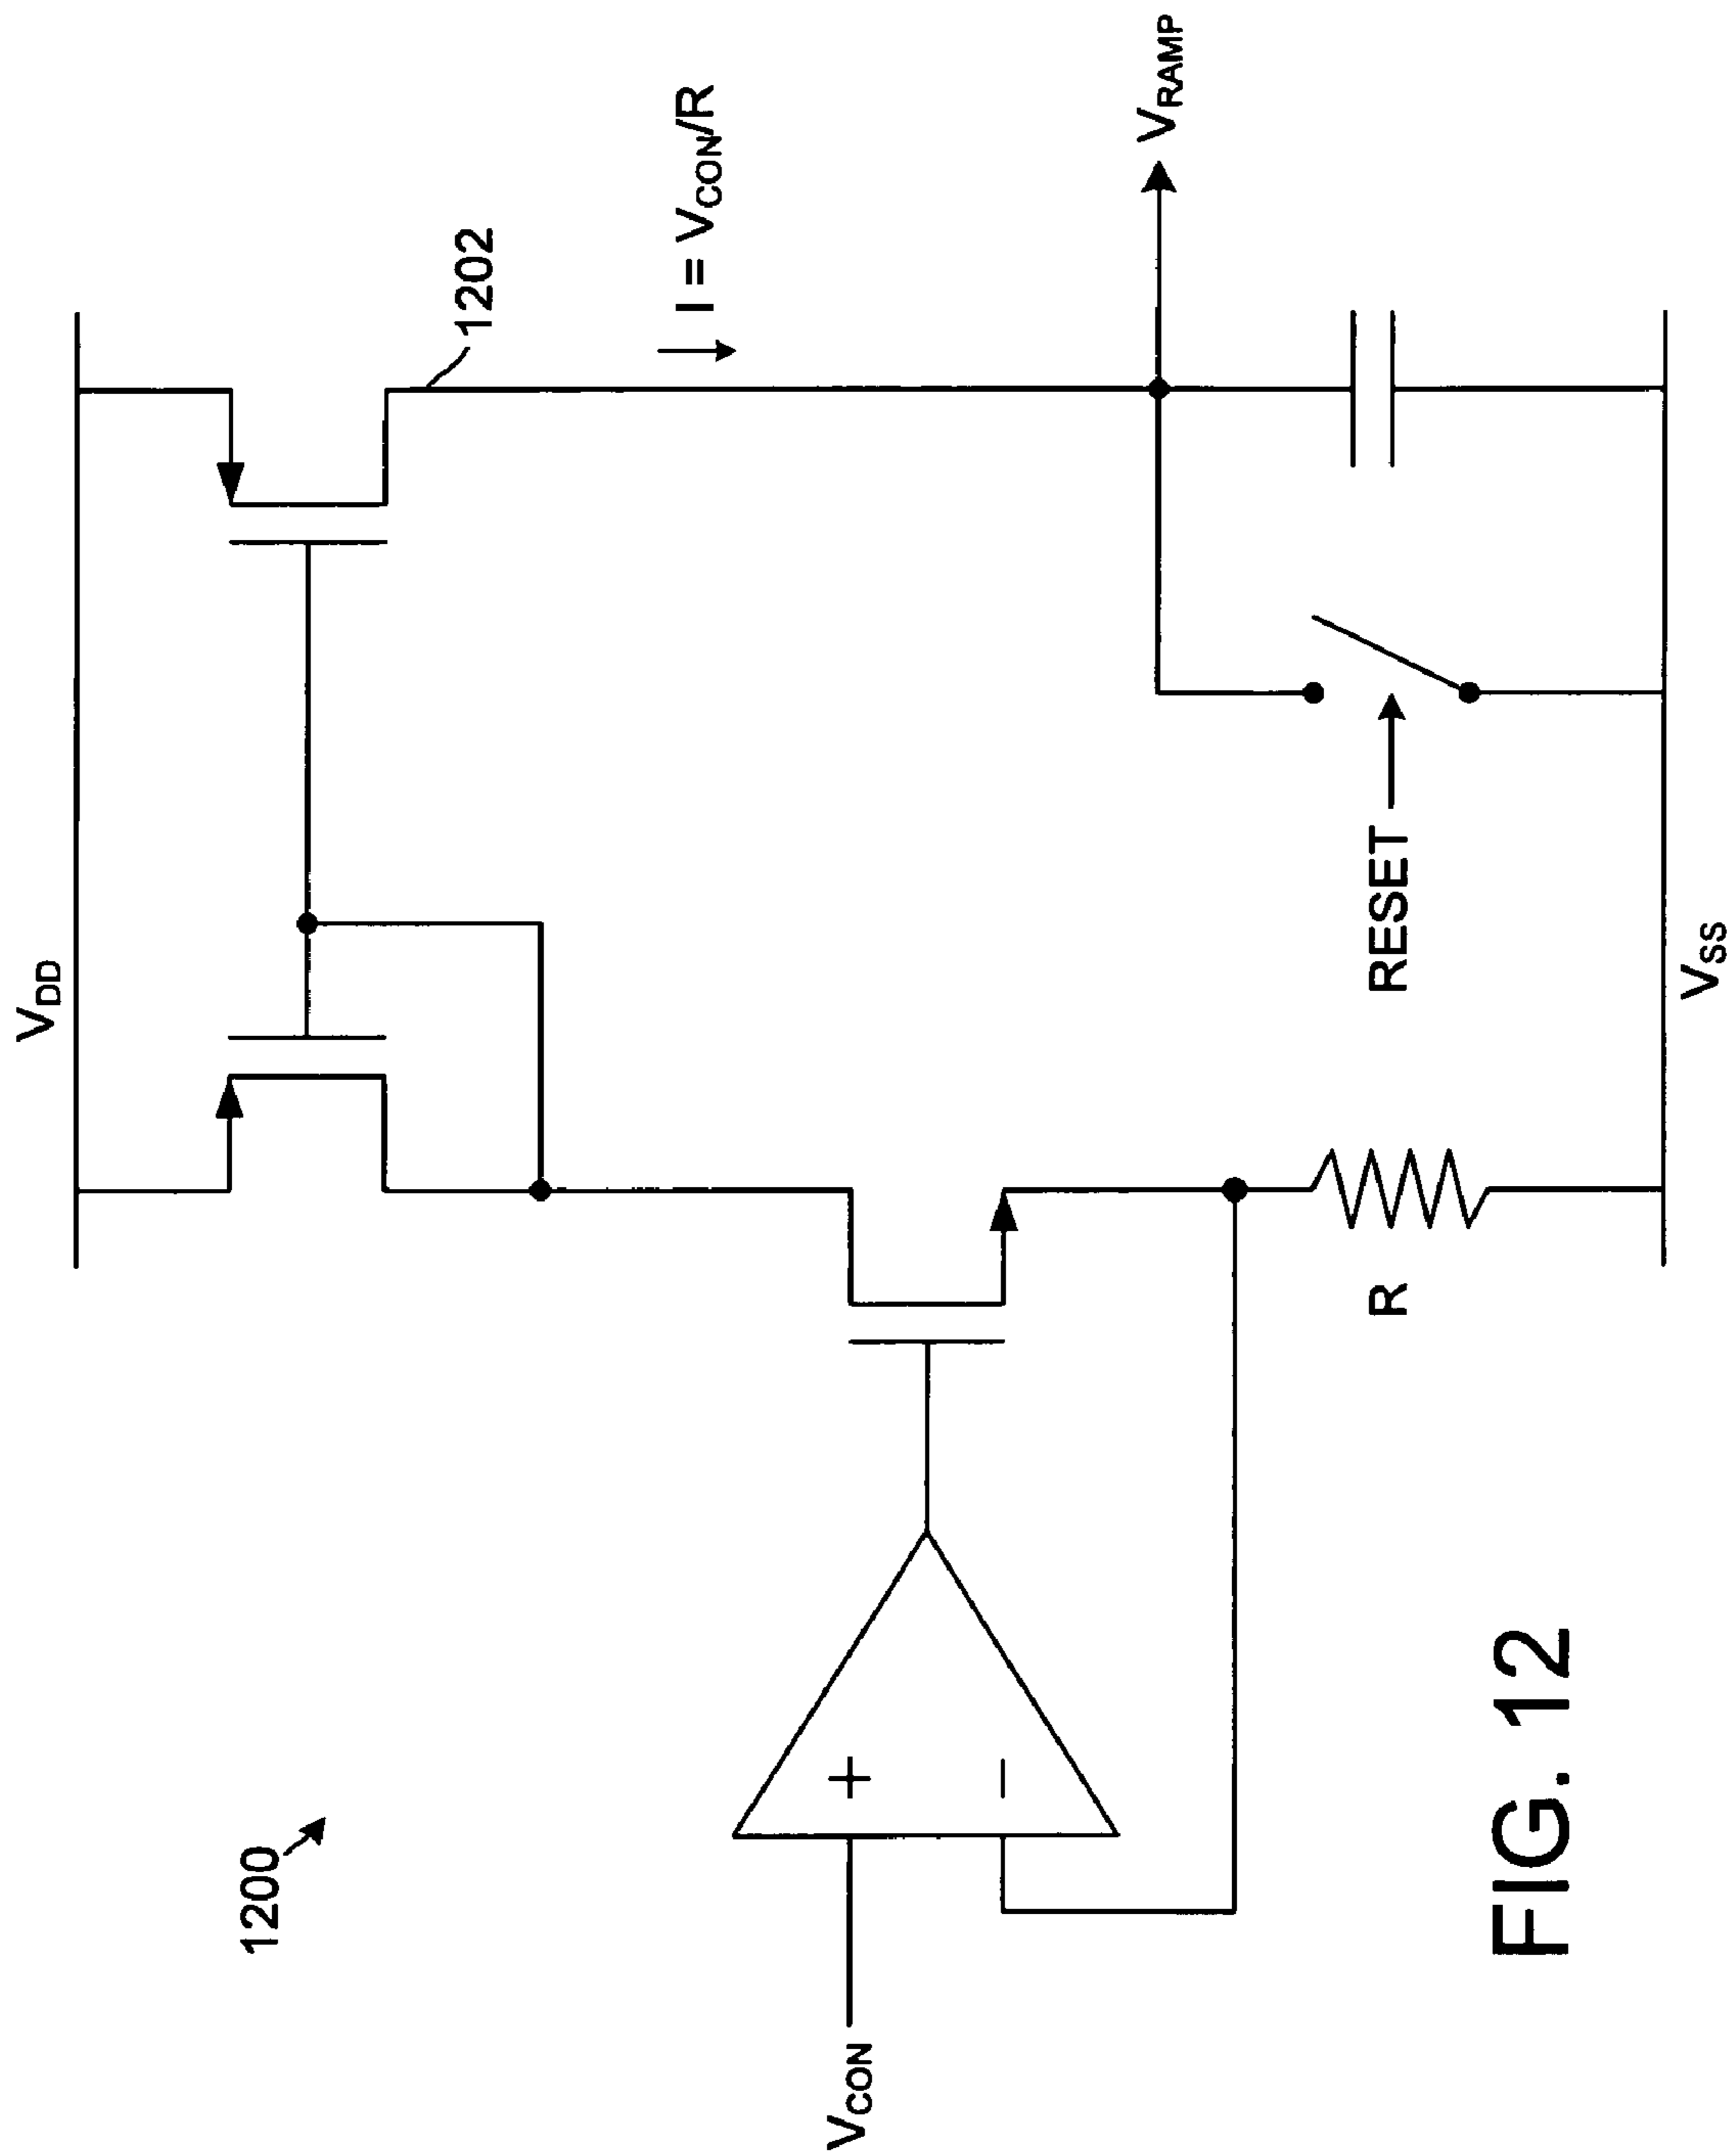 1200
V_DD
1202
I = V_CON/R
V_CON
+
−
V_RAMP
RESET
R
V_SS
FIG. 12